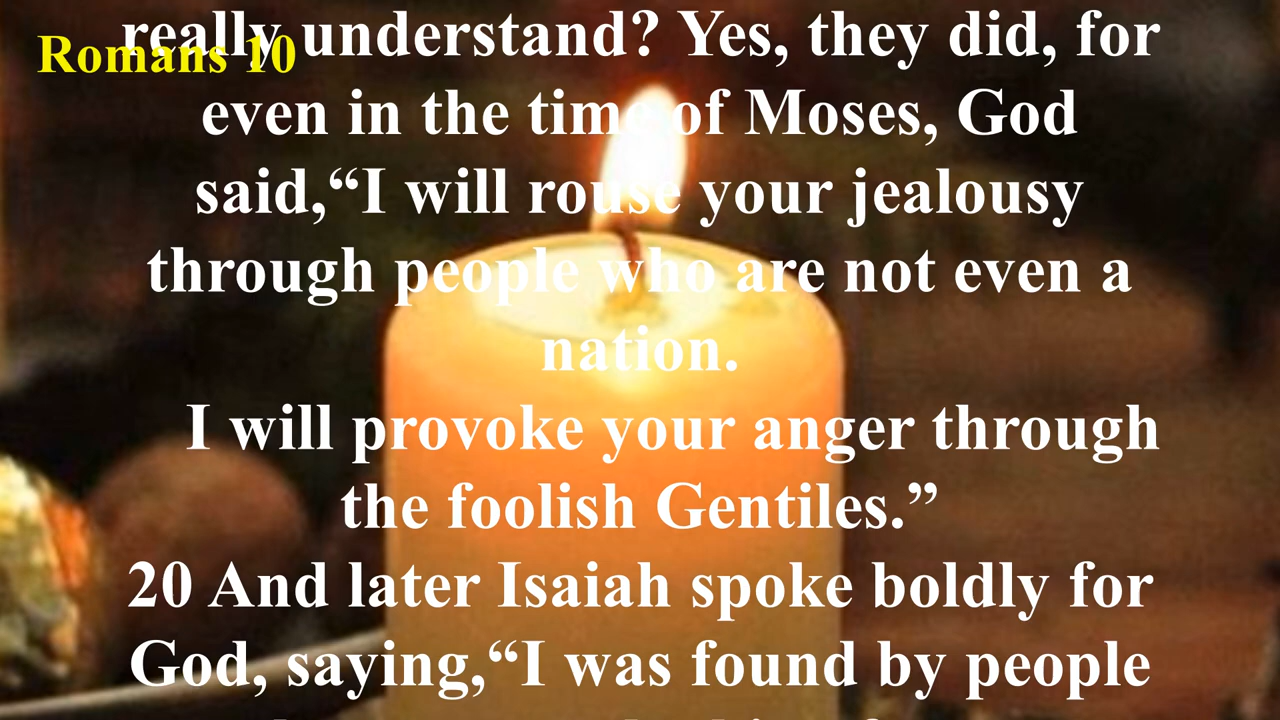 Romans 10
really understand? Yes, they did, for
even in the time of Moses, God
said,“I will rouse your jealousy
through people who are not even a
nation.
I will provoke your anger through
the foolish Gentiles.”
20 And later Isaiah spoke boldly for
God, saying,“I was found by people